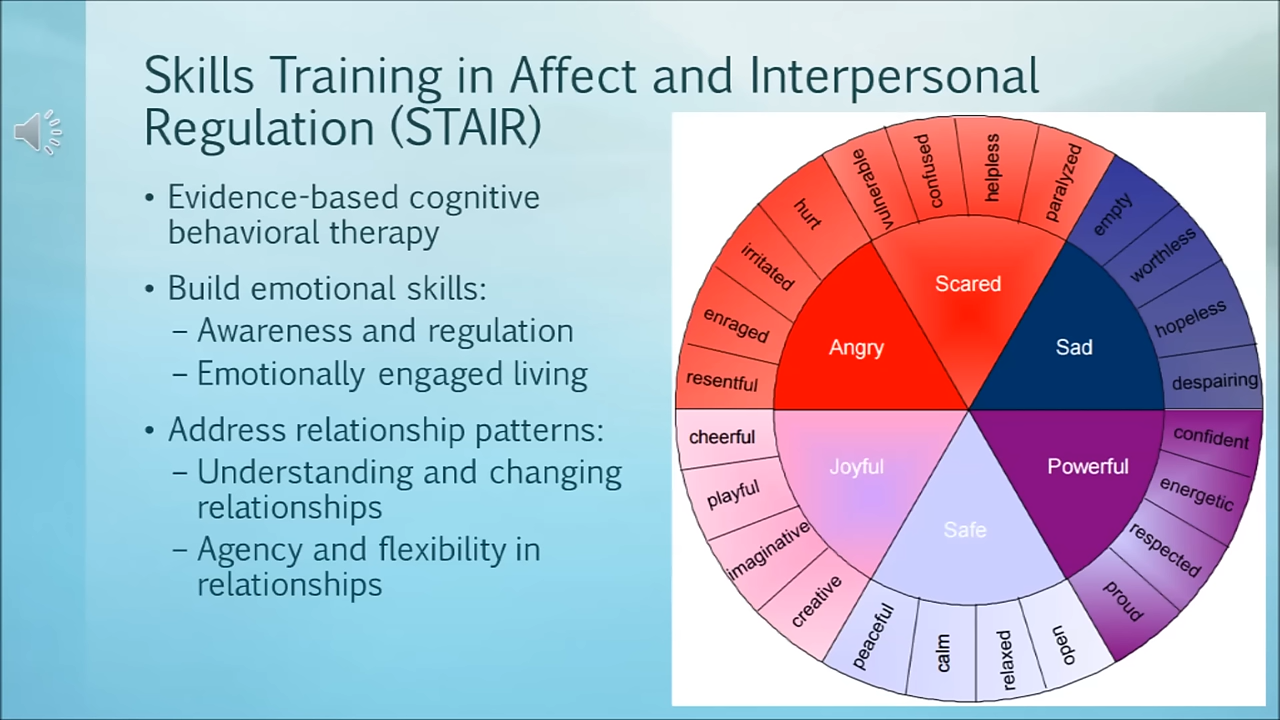 Skills Training in Affect and Interpersonal
Regulation (STAIR)
• Evidence-based cognitive
behavioral therapy
• Build emotional skills:
– Awareness and regulation
– Emotionally engaged living
• Address relationship patterns:
– Understanding and changing
relationships
– Agency and flexibility in
relationships
Scared
vulnerable
confused
helpless
paralyzed
Sad
empty
worthless
hopeless
despairing
Powerful
confident
energetic
respected
proud
Safe
open
relaxed
calm
peaceful
Joyful
creative
imaginative
playful
cheerful
Angry
resentful
enraged
irritated
hurt